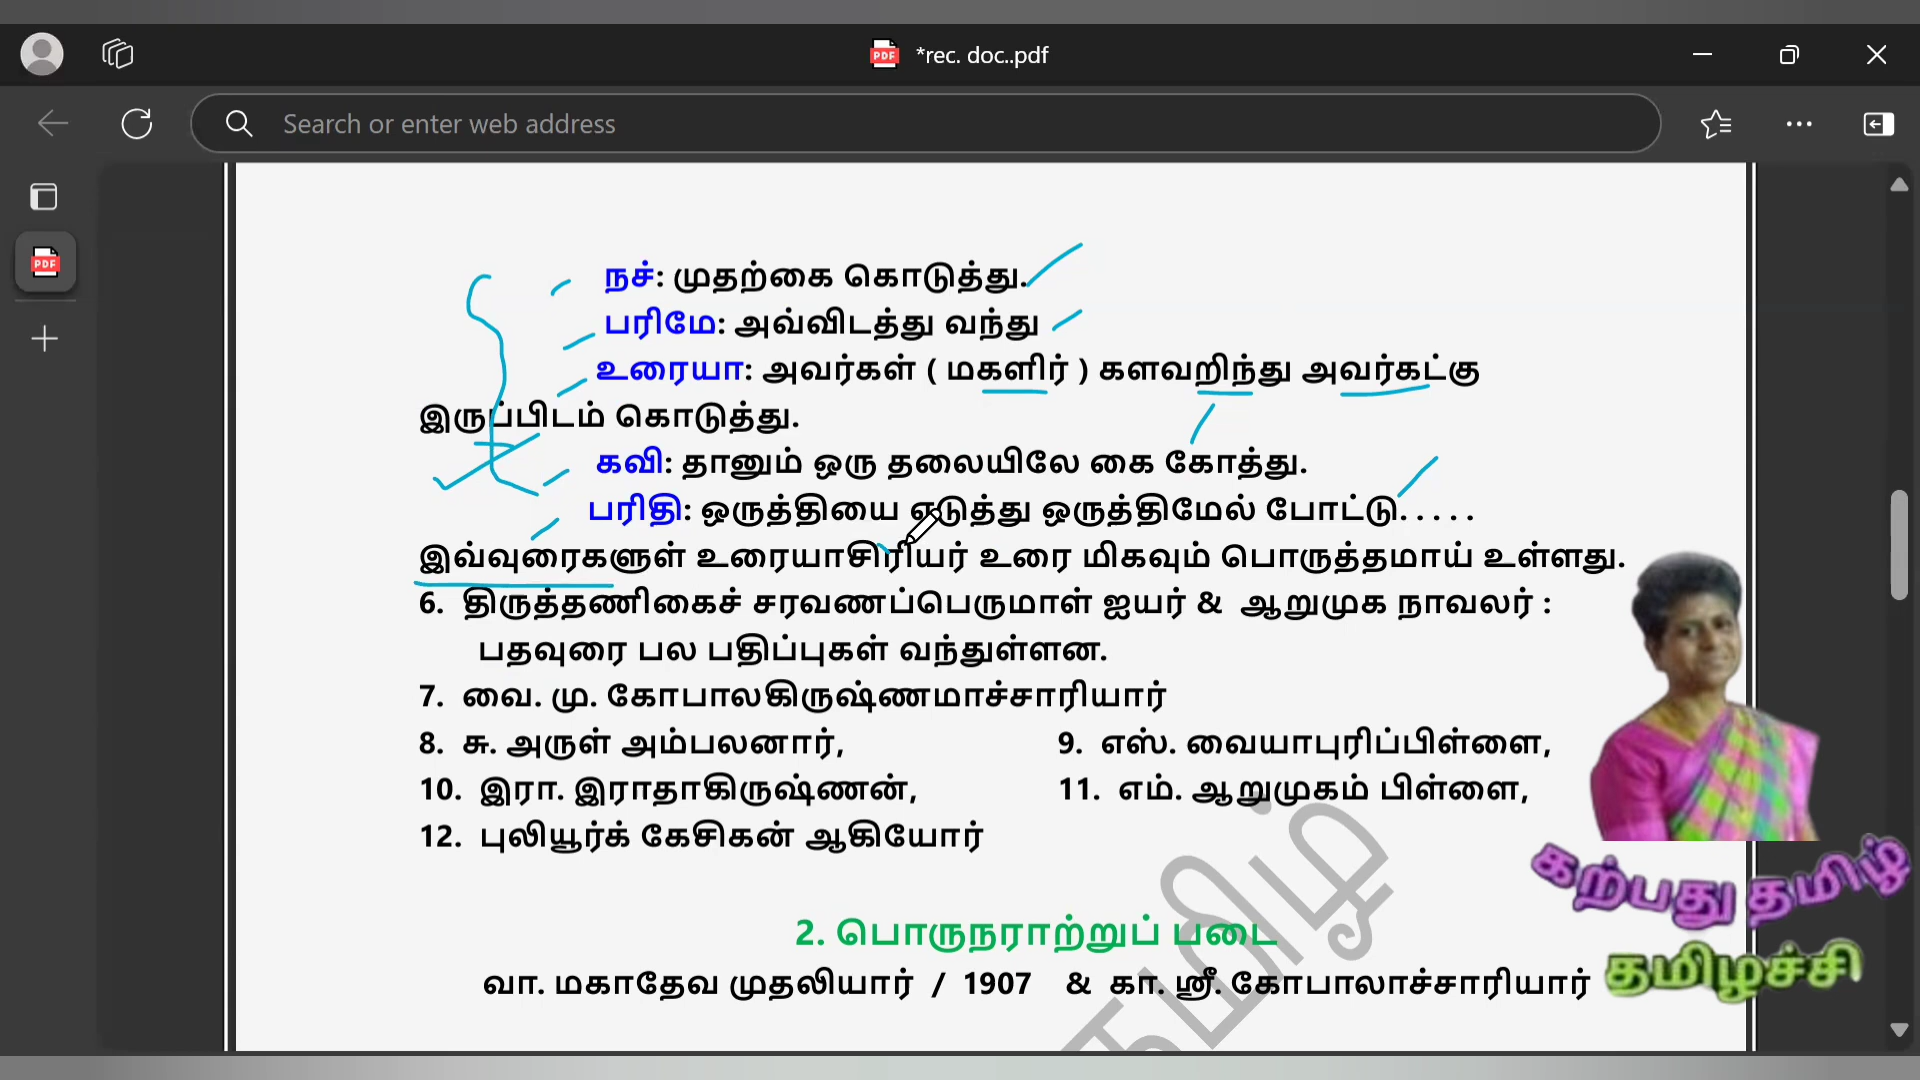 *rec. doc..pdf
Search or enter web address
நச்: முதற்கை கொடுத்து.
பரிமே: அவ்விடத்து வந்து
உரையா: அவர்கள் ( மகளிர் ) களவறிந்து அவர்கட்கு
இருப்பிடம் கொடுத்து.
கவி: தானும் ஒரு தலையிலே கை கோத்து.
பரிதி: ஒருத்தியை எடுத்து ஒருத்திமேல் போட்டு.....
இவ்வுரைகளுள் உரையாசிரியர் உரை மிகவும் பொருத்தமாய் உள்ளது.
6. திருத்தணிகைச் சரவணப்பெருமாள் ஐயர் & ஆறுமுக நாவலர் :
பதவுரை பல பதிப்புகள் வந்துள்ளன.
7. வை. மு. கோபாலகிருஷ்ணமாச்சாரியார்
8. சு. அருள் அம்பலனார், 9. எஸ். வையாபுரிப்பிள்ளை,
10. இரா. இராதாகிருஷ்ணன், 11. எம். ஆறுமுகம் பிள்ளை,
12. புலியூர்க் கேசிகன் ஆகியோர்
2. பொருநராற்றுப் படை
வா. மகாதேவ முதலியார் / 1907 & கா. ஸ்ரீ. கோபாலாச்சாரியார்
கற்பது தமிழ்
தமிழச்சி